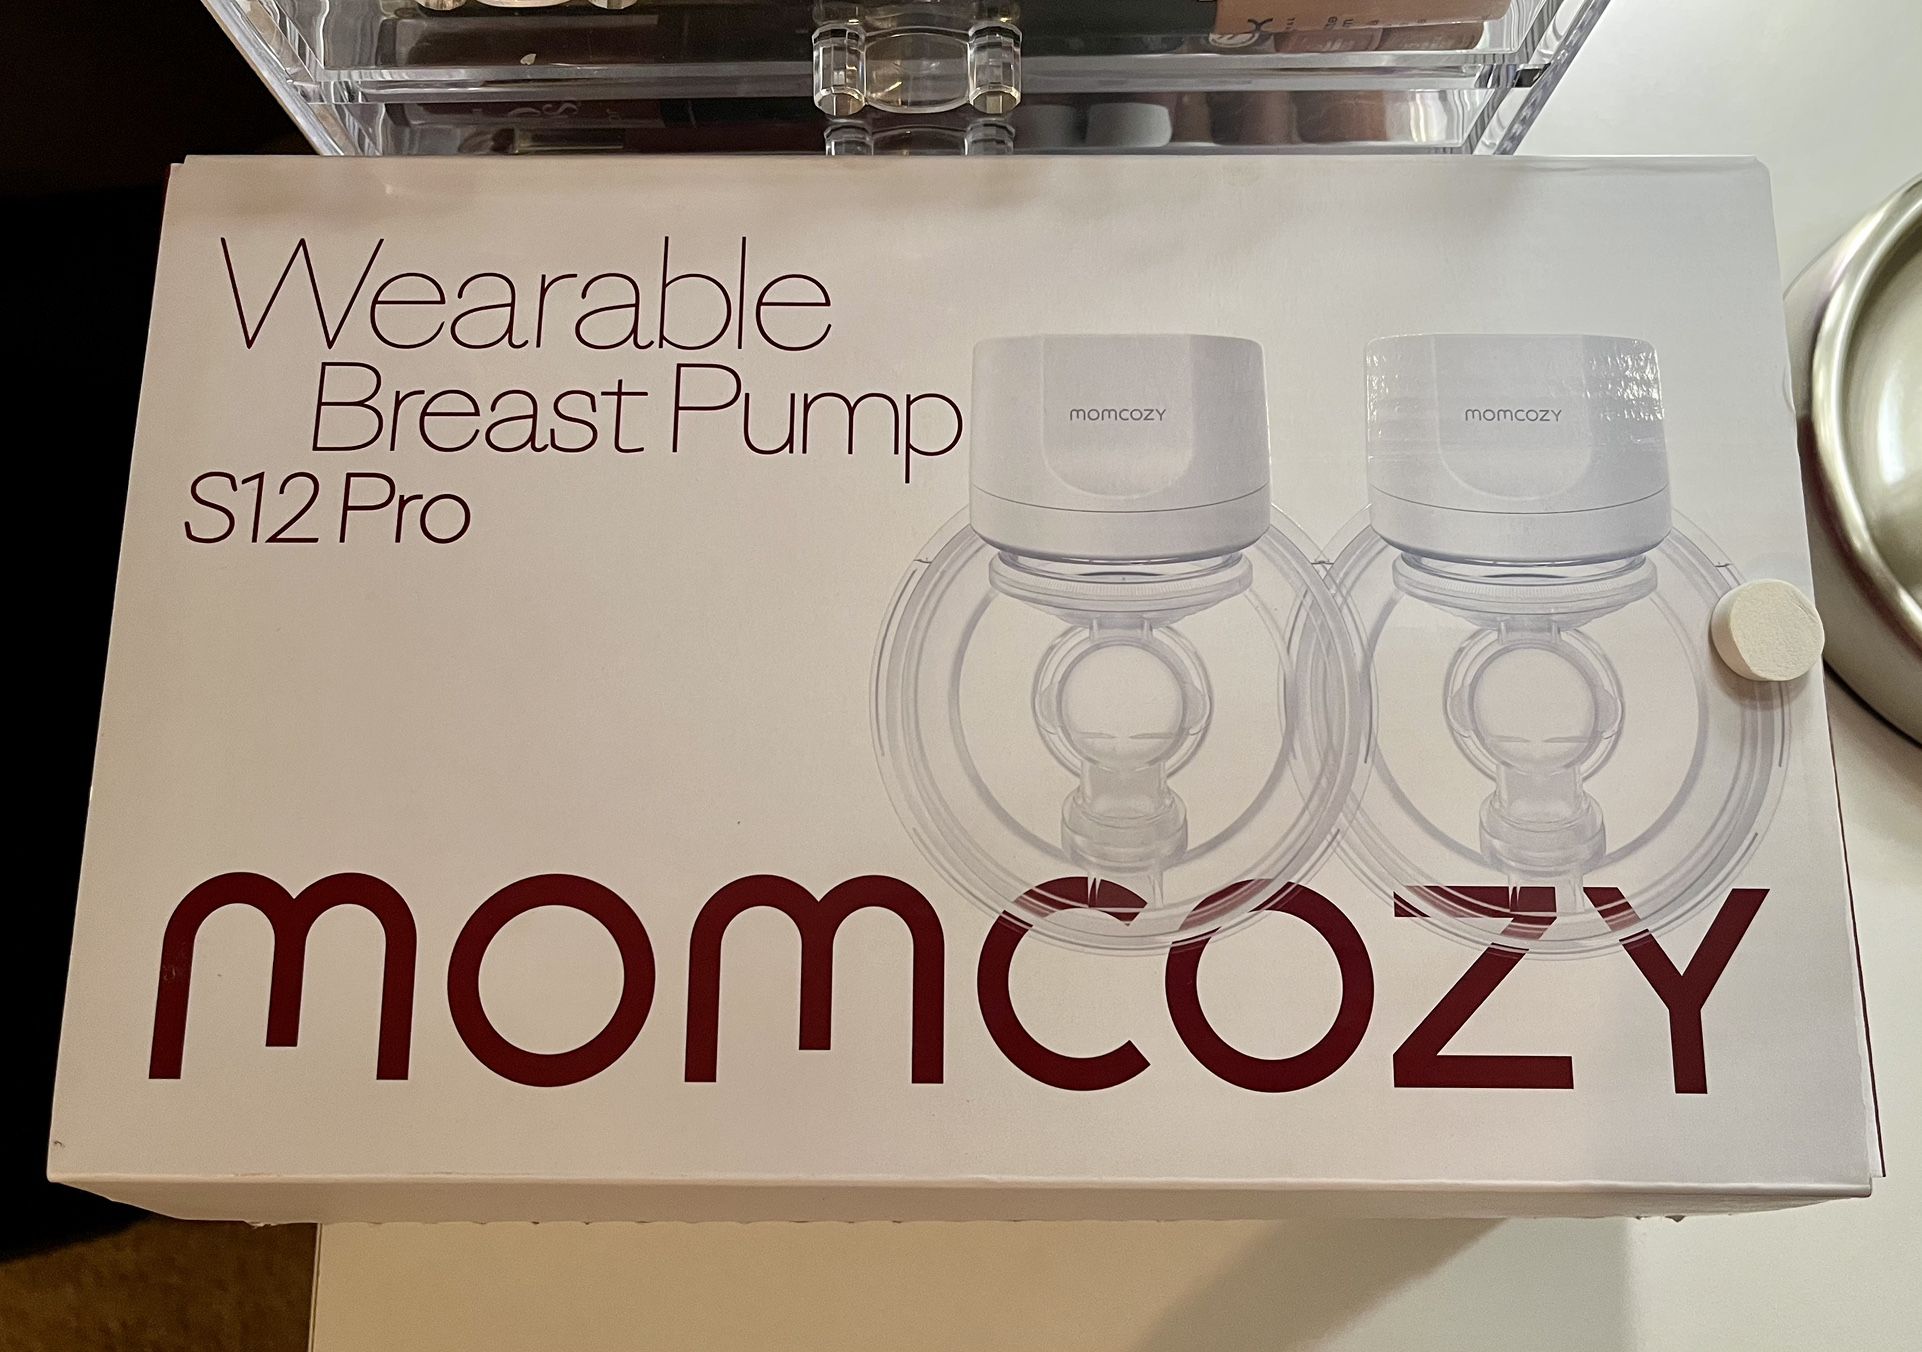 Wearable
Breast Pump
S12 Pro
momcozy
momcozy
momcozy